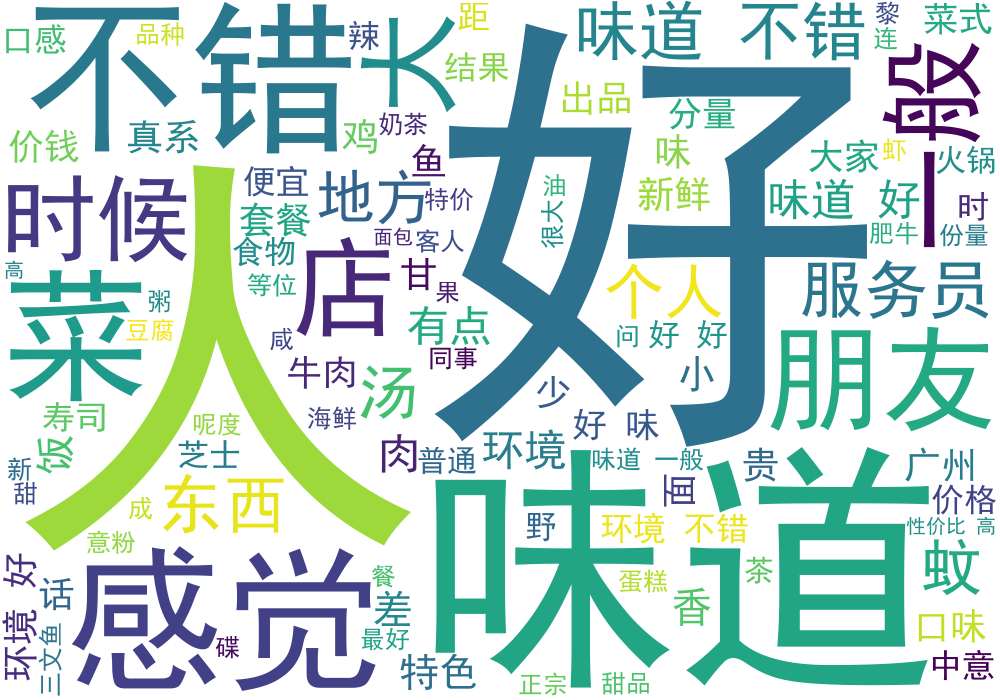 口感
品种
辣
距
味道 不错
黎
菜式
不错
大
结果
连
一般
好
出品
分量
价钱
真系
鸡
奶茶
鱼
味
大家
虾
火锅
人
时候
便宜
地方
特价
很大油
新鲜
味道 好
时
套餐
店
面包
客人
肥牛
份量
食物
高
菜
等位
甘
个人
服务员
粥
果
豆腐
咸
有点
问
好 好
朋友
同事
牛肉
汤
小
寿司
呢度
海鲜
少
好 味
饭
芝士
肉
普通
环境
味道 一般
贵
广州
新
甜
面
价格
成
东西
味道
野
环境 不错
性价比 高
意粉
蚊
环境 好
话
感觉
餐
差
蛋糕
茶
香
口味
碟
最好
三文鱼
特色
正宗
甜品
中意